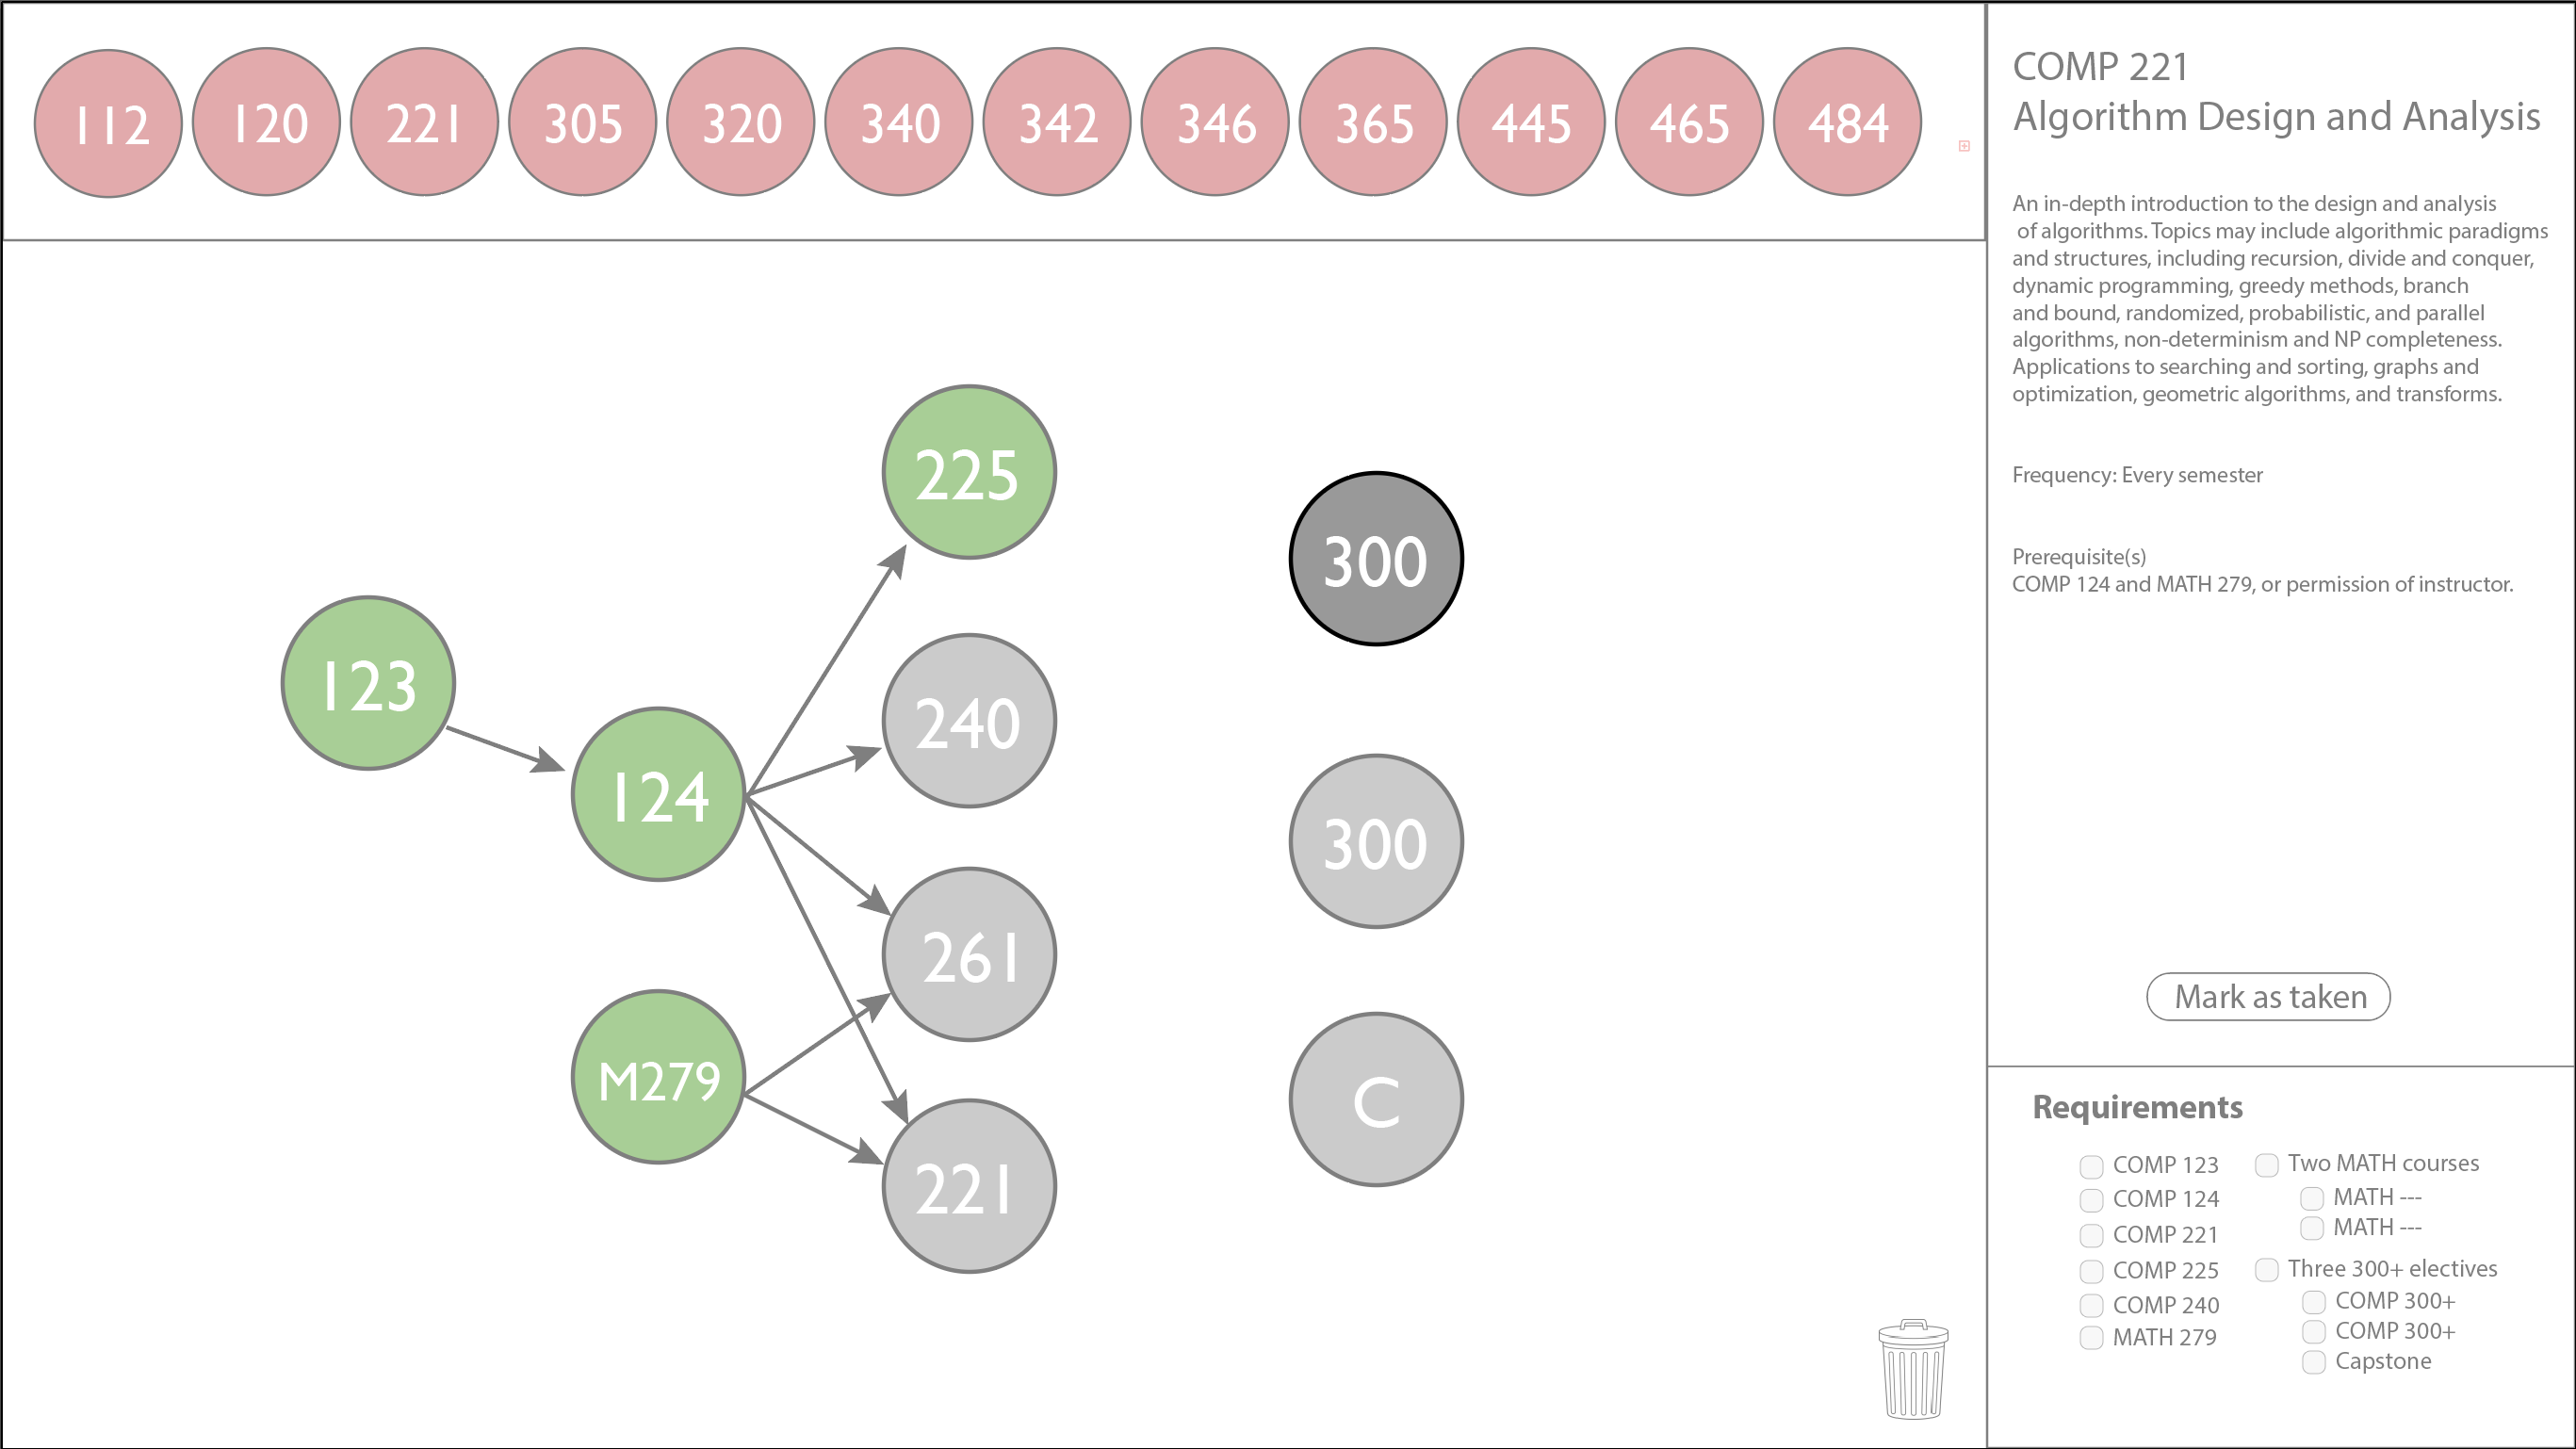 112 120 221 305 320 340 342 346 365 445 465 484
225
300
240
123
124
300
261
M279
C
221
COMP 221
Algorithm Design and Analysis
An in-depth introduction to the design and analysis
of algorithms. Topics may include algorithmic paradigms
and structures, including recursion, divide and conquer,
dynamic programming, greedy methods, branch
and bound, randomized, probabilistic, and parallel
algorithms, non-determinism and NP completeness.
Applications to searching and sorting, graphs and
optimization, geometric algorithms, and transforms.
Frequency: Every semester
Prerequisite(s)
COMP 124 and MATH 279, or permission of instructor.
Mark as taken
Requirements
COMP 123
COMP 124
COMP 221
COMP 225
COMP 240
MATH 279
Two MATH courses
MATH ---
MATH ---
Three 300+ electives
COMP 300+
COMP 300+
Capstone